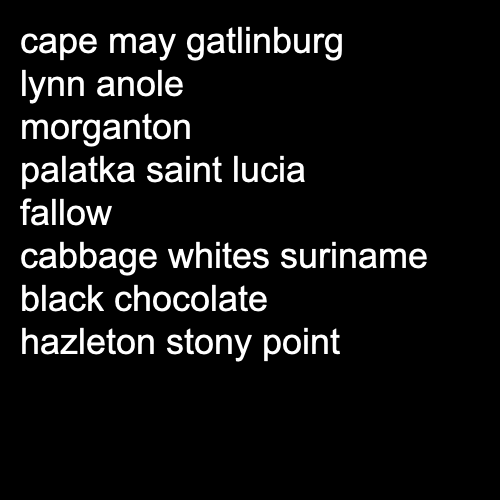 cape may gatlinburg
lynn anole
morganton
palatka saint lucia
fallow
cabbage whites suriname
black chocolate
hazleton stony point